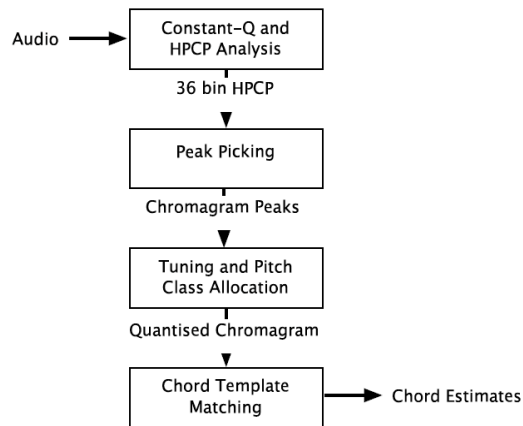 Audio
Constant-Q and
HPCP Analysis
36 bin HPCP
Peak Picking
Chromagram Peaks
Tuning and Pitch
Class Allocation
Quantised Chromagram
Chord Template
Matching
Chord Estimates